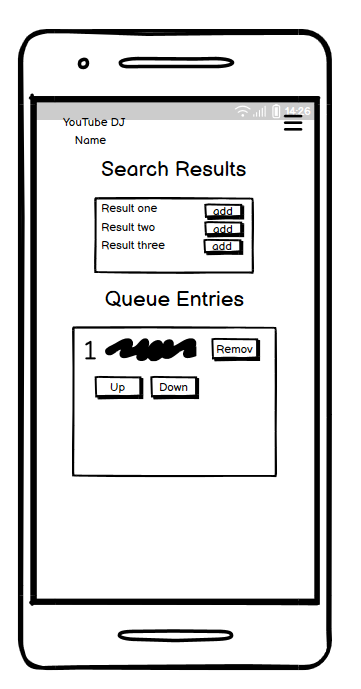 14:26
YouTube DJ
Name
Search Results
Result one add
Result two add
Result three add
Queue Entries
1 Remov
Up Down